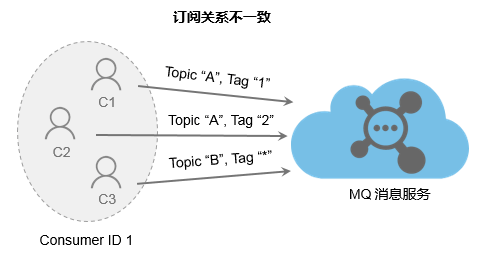 订阅关系不一致
Topic “A”, Tag “1”
C1
Topic “A”, Tag “2”
C2
Topic “B”, Tag “*”
C3
MQ 消息服务
Consumer ID 1